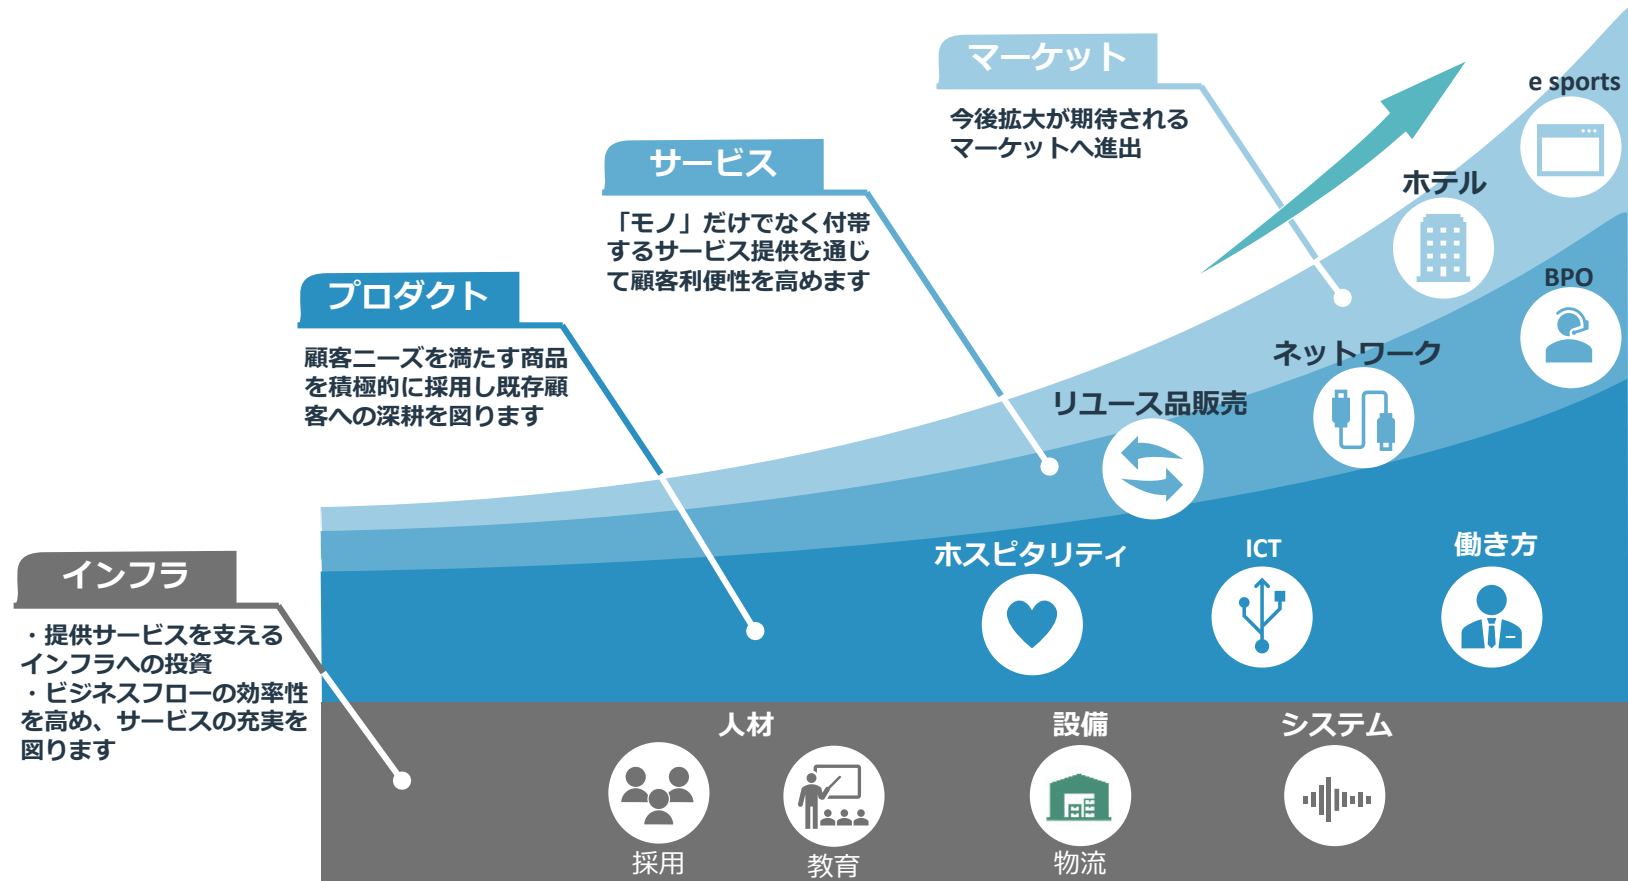 マーケット
今後拡大が期待される
マーケットへ進出
e sports
ホテル
サービス
「モノ」だけでなく付帯
するサービス提供を通じ
て顧客利便性を高めます
BPO
ネットワーク
リユース品販売
プロダクト
顧客ニーズを満たす商品
を積極的に採用し既存顧
客への深耕を図ります
ホスピタリティ
ICT
働き方
インフラ
・提供サービスを支える
インフラへの投資
・ビジネスフローの効率性
を高め、サービスの充実を
図ります
人材
設備
システム
採用
教育
物流